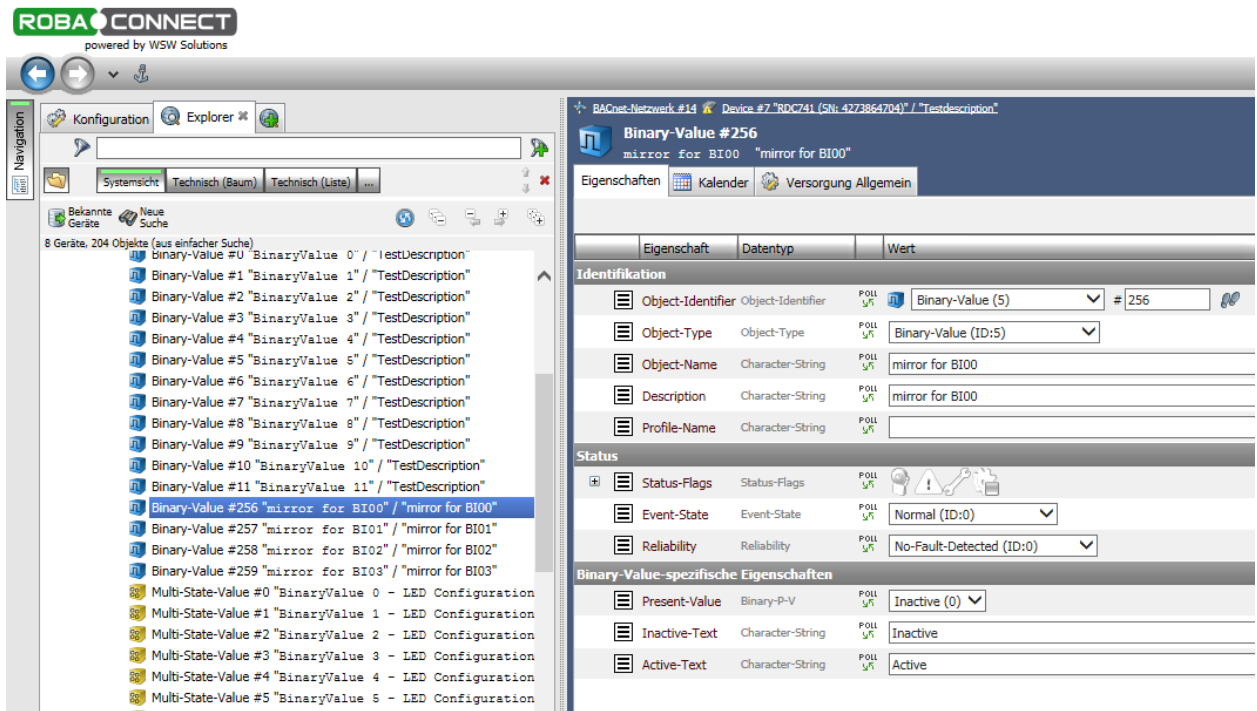 ROBA CONNECT
powered by WSW Solutions
Navigation
Konfiguration
Explorer
Systemsicht
Technisch (Baum)
Technisch (Liste)
...
Bekannte Geräte
Neue Suche
8 Geräte, 204 Objekte (aus einfacher Suche)
Binary-Value #0 "BinaryValue 0" / "TestDescription"
Binary-Value #1 "BinaryValue 1" / "TestDescription"
Binary-Value #2 "BinaryValue 2" / "TestDescription"
Binary-Value #3 "BinaryValue 3" / "TestDescription"
Binary-Value #4 "BinaryValue 4" / "TestDescription"
Binary-Value #5 "BinaryValue 5" / "TestDescription"
Binary-Value #6 "BinaryValue 6" / "TestDescription"
Binary-Value #7 "BinaryValue 7" / "TestDescription"
Binary-Value #8 "BinaryValue 8" / "TestDescription"
Binary-Value #9 "BinaryValue 9" / "TestDescription"
Binary-Value #10 "BinaryValue 10" / "TestDescription"
Binary-Value #11 "BinaryValue 11" / "TestDescription"
Binary-Value #256 "mirror for BI00" / "mirror for BI00"
Binary-Value #257 "mirror for BI01" / "mirror for BI01"
Binary-Value #258 "mirror for BI02" / "mirror for BI02"
Binary-Value #259 "mirror for BI03" / "mirror for BI03"
Multi-State-Value #0 "BinaryValue 0 - LED Configuration
Multi-State-Value #1 "BinaryValue 1 - LED Configuration
Multi-State-Value #2 "BinaryValue 2 - LED Configuration
Multi-State-Value #3 "BinaryValue 3 - LED Configuration
Multi-State-Value #4 "BinaryValue 4 - LED Configuration
Multi-State-Value #5 "BinaryValue 5 - LED Configuration
BACnet-Netzwerk #14 Device #7 "RDC741 (SN: 4273864704)" / "Testdescription"
Binary-Value #256
mirror for BI00 "mirror for BI00"
Eigenschaften
Kalender
Versorgung Allgemein
Eigenschaft Datentyp Wert
Identifikation
Object-Identifier Object-Identifier POLL Binary-Value (5) # 256
Object-Type Object-Type POLL Binary-Value (ID:5)
Object-Name Character-String POLL mirror for BI00
Description Character-String POLL mirror for BI00
Profile-Name Character-String POLL
Status
Status-Flags Status-Flags POLL
Event-State Event-State POLL Normal (ID:0)
Reliability Reliability POLL No-Fault-Detected (ID:0)
Binary-Value-spezifische Eigenschaften
Present-Value Binary-P-V POLL Inactive (0)
Inactive-Text Character-String POLL Inactive
Active-Text Character-String POLL Active